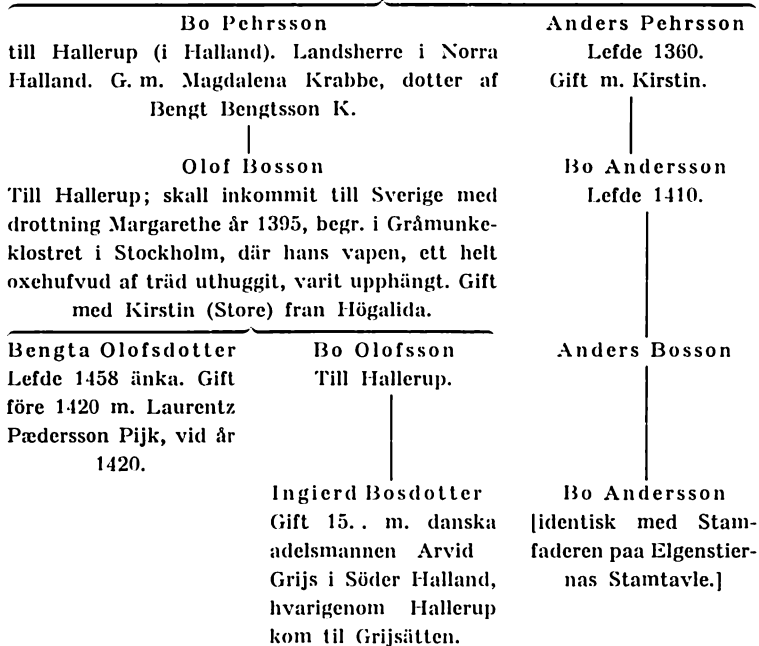 Bo Pehrsson
till Hallerup (i Halland). Landsherre i Norra
Halland. G. m. Magdalena Krabbe, dotter af
Bengt Bengtsson K.
Anders Pehrsson
Lefde 1360.
Gift m. Kirstin.
Olof Bosson
Till Hallerup; skall inkommit till Sverige med
drottning Margarethe år 1395, begr. i Gråmunke-
klostret i Stockholm, där hans vapen, ett helt
oxehufvud af träd uthuggit, varit upphängt. Gift
med Kirstin (Store) fran Högalida.
Bo Andersson
Lefde 1410.
Bengta Olofsdotter
Lefde 1458 änka. Gift
före 1420 m. Laurentz
Pædersson Pijk, vid år
1420.
Bo Olofsson
Till Hallerup.
Anders Bosson
Ingierd Bosdotter
Gift 15. . m. danska
adelsmannen Arvid
Grijs i Söder Halland,
hvarigenom Hallerup
kom til Grijsätten.
Bo Andersson
[identisk med Stam-
faderen paa Elgenstier-
nas Stamtavle.]